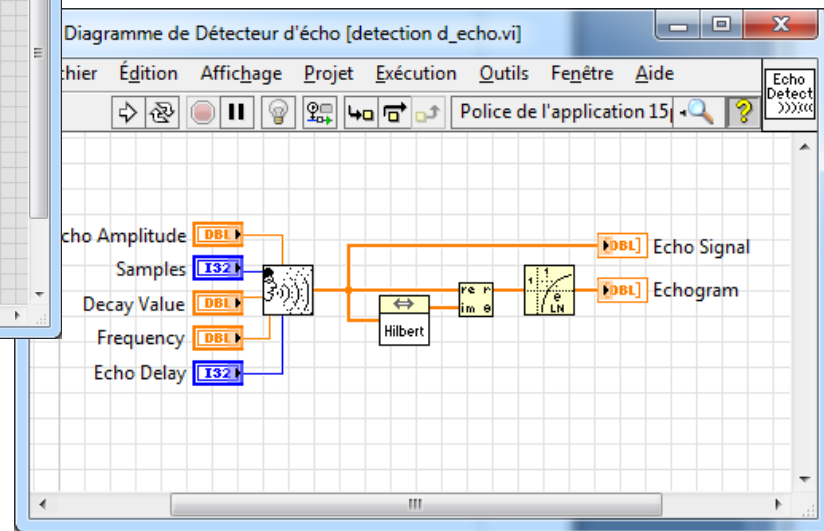 Diagramme de Détecteur d'écho [detection d_echo.vi]
chier Édition Affichage Projet Exécution Outils Fenêtre Aide
Echo
Detect
Police de l'application 15p
cho Amplitude DBL
Samples I32
Decay Value DBL
Frequency DBL
Echo Delay I32
Hilbert
re r
im θ
1 1
e
LN
DBL] Echo Signal
DBL] Echogram